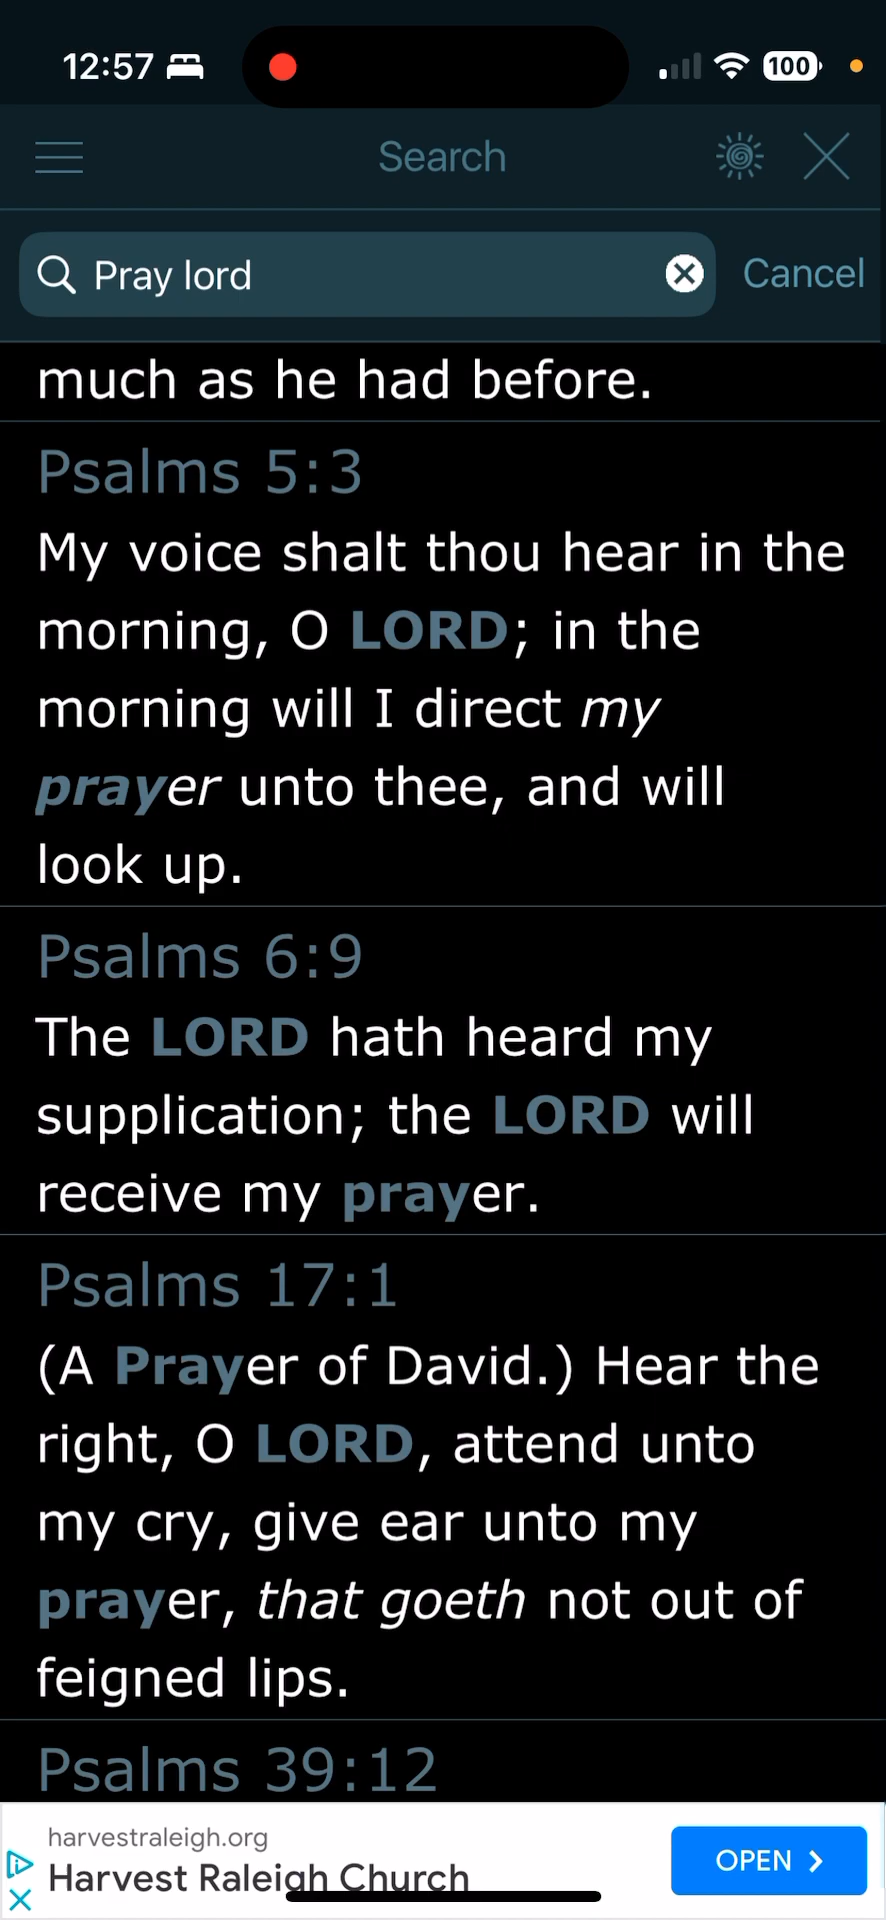 12:57
100
Search
Pray lord
Cancel
much as he had before.
Psalms 5:3
My voice shalt thou hear in the
morning, O LORD; in the
morning will I direct my
prayer unto thee, and will
look up.
Psalms 6:9
The LORD hath heard my
supplication; the LORD will
receive my prayer.
Psalms 17:1
(A Prayer of David.) Hear the
right, O LORD, attend unto
my cry, give ear unto my
prayer, that goeth not out of
feigned lips.
Psalms 39:12
harvestraleigh.org
Harvest Raleigh Church
OPEN